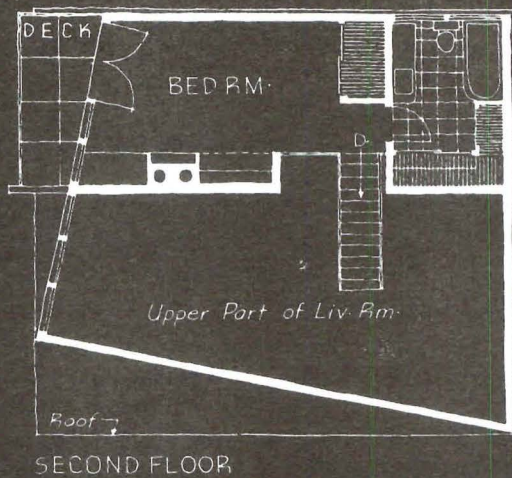 DECK
BED RM.
D
Upper Part of Liv. Rm.
Roof
SECOND FLOOR